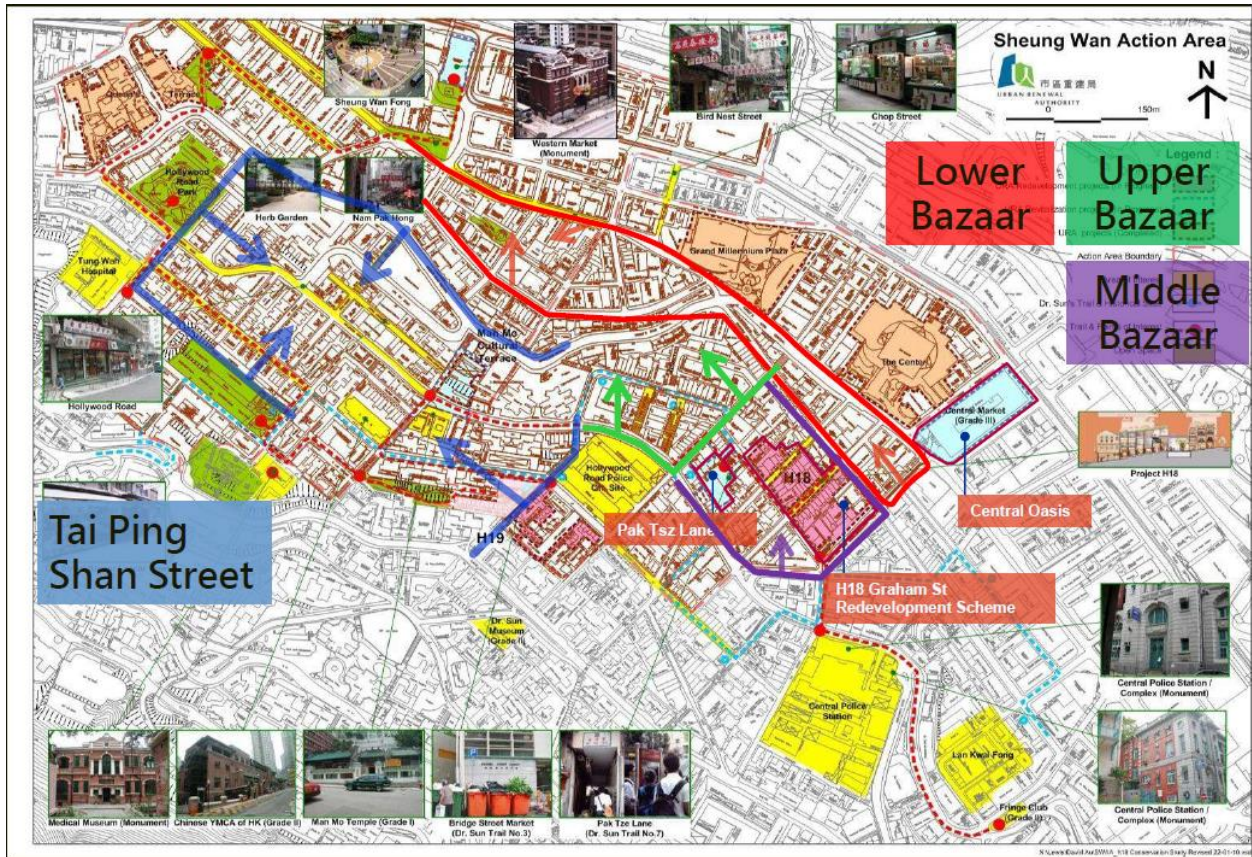 Sheung Wan Action Area
市區重建局
URBAN RENEWAL
AUTHORITY
N
0
150m
Sheung Wan Fong
Western Market
(Monument)
Bird Nest Street
Chop Street
Lower
Bazaar
Upper
Bazaar
Middle
Bazaar
Legend :
Action Area Boundary
Queen's
Terrace
Hollywood
Road
Park
Herb Garden
Nam Pak Hong
Tung Wah
Hospital
Grand Millennium Plaza
The Center
Man Mo
Cultural
Terrace
Hollywood Road
Central Market
(Grade III)
Project H18
Hollywood
Road Police
Qtr. Site
H18
Pak Tsz Lane
Central Oasis
Tai Ping
Shan Street
H19
H18 Graham St
Redevelopment Scheme
Dr. Sun
Museum
(Grade II)
Central Police
Station
Central Police Station /
Complex (Monument)
Lan Kwai Fong
Fringe Club
(Grade II)
Central Police Station /
Complex (Monument)
Medical Museum (Monument)
Chinese YMCA of HK (Grade II)
Man Mo Temple (Grade I)
Bridge Street Market
(Dr. Sun Trail No.3)
Pak Tze Lane
(Dr. Sun Trail No.7)